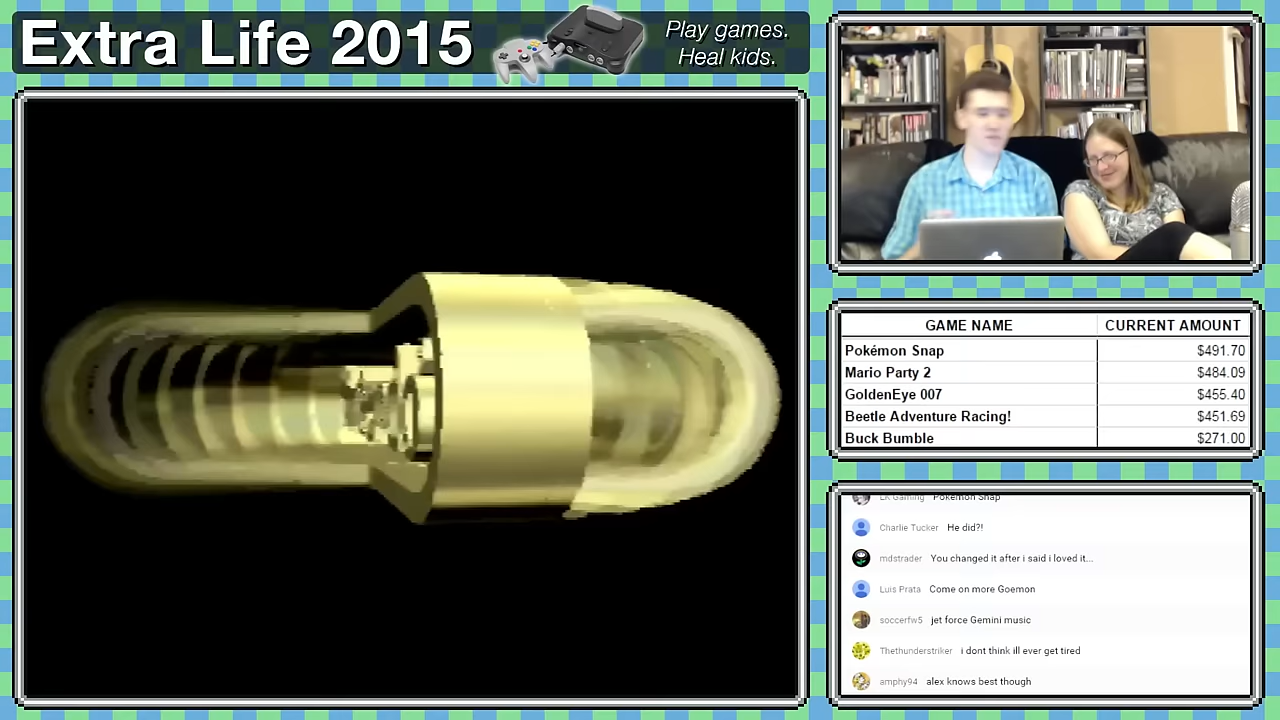 Extra Life 2015
Play games.
Heal kids.
GAME NAME CURRENT AMOUNT
Pokémon Snap $491.70
Mario Party 2 $484.09
GoldenEye 007 $455.40
Beetle Adventure Racing! $451.69
Buck Bumble $271.00
LK Gaming Pokemon Snap
Charlie Tucker He did?!
mdstrader You changed it after i said i loved it...
Luis Prata Come on more Goemon
soccerfw5 jet force Gemini music
Thethunderstriker i dont think ill ever get tired
amphy94 alex knows best though